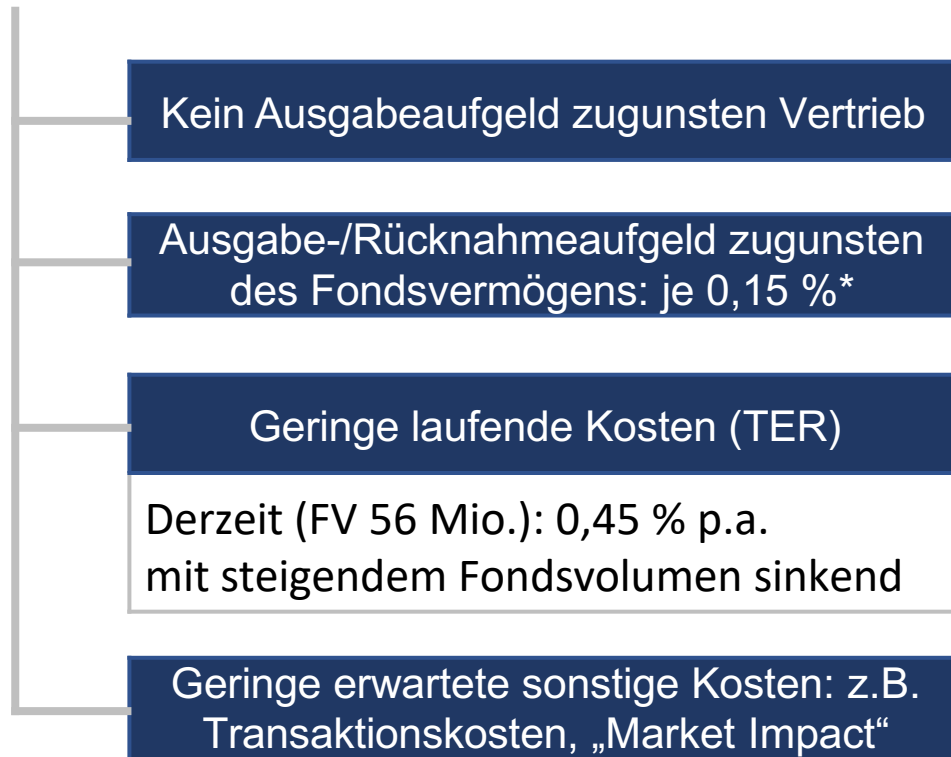 Kein Ausgabeaufgeld zugunsten Vertrieb
Ausgabe-/Rücknahmeaufgeld zugunsten
des Fondsvermögens: je 0,15 %*
Geringe laufende Kosten (TER)
Derzeit (FV 56 Mio.): 0,45 % p.a.
mit steigendem Fondsvolumen sinkend
Geringe erwartete sonstige Kosten: z.B.
Transaktionskosten, „Market Impact“